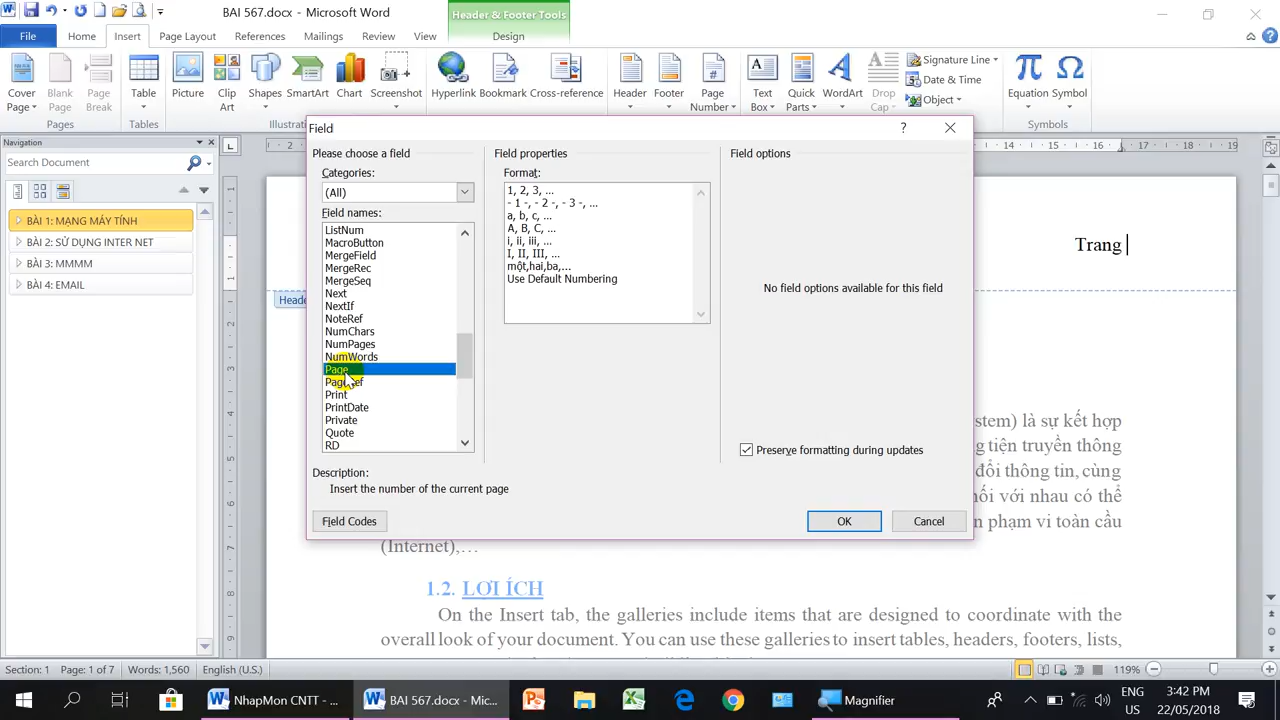 BAI 567.docx - Microsoft Word
Header & Footer Tools
File
Home
Insert
Page Layout
References
Mailings
Review
View
Design
Cover Page
Blank Page
Page Break
Table
Picture
Clip Art
Shapes
SmartArt
Chart
Screenshot
Hyperlink
Bookmark
Cross-reference
Header
Footer
Page Number
Text Box
Quick Parts
WordArt
Drop Cap
Signature Line
Date & Time
Object
Equation
Symbol
Pages
Tables
Illustra
Symbols
Navigation
Search Document
BÀI 1: MẠNG MÁY TÍNH
BÀI 2: SỬ DỤNG INTER NET
BÀI 3: MMMM
BÀI 4: EMAIL
2
14
15
16
17
18
19
Field
?
Please choose a field
Categories:
(All)
Field names:
ListNum
MacroButton
MergeField
MergeRec
MergeSeq
Next
NextIf
NoteRef
NumChars
NumPages
NumWords
Page
PageRef
Print
PrintDate
Private
Quote
RD
Description:
Insert the number of the current page
Field Codes
Field properties
Format:
1, 2, 3, ...
- 1 -, - 2 -, - 3 -, ...
a, b, c, ...
A, B, C, ...
i, ii, iii, ...
I, II, III, ...
một,hai,ba,...
Use Default Numbering
Field options
No field options available for this field
Preserve formatting during updates
OK
Cancel
Trang
Heade
stem) là sự kết hợp
g tiện truyền thông
đổi thông tin, cùng
nối với nhau có thể
n phạm vi toàn cầu
(Internet),…
1.2. LỢI ÍCH
On the Insert tab, the galleries include items that are designed to coordinate with the
overall look of your document. You can use these galleries to insert tables, headers, footers, lists,
Section: 1
Page: 1 of 7
Words: 1,560
English (U.S.)
119%
NhapMon CNTT - ...
BAI 567.docx - Mic...
Magnifier
ENG
US
3:42 PM
22/05/2018